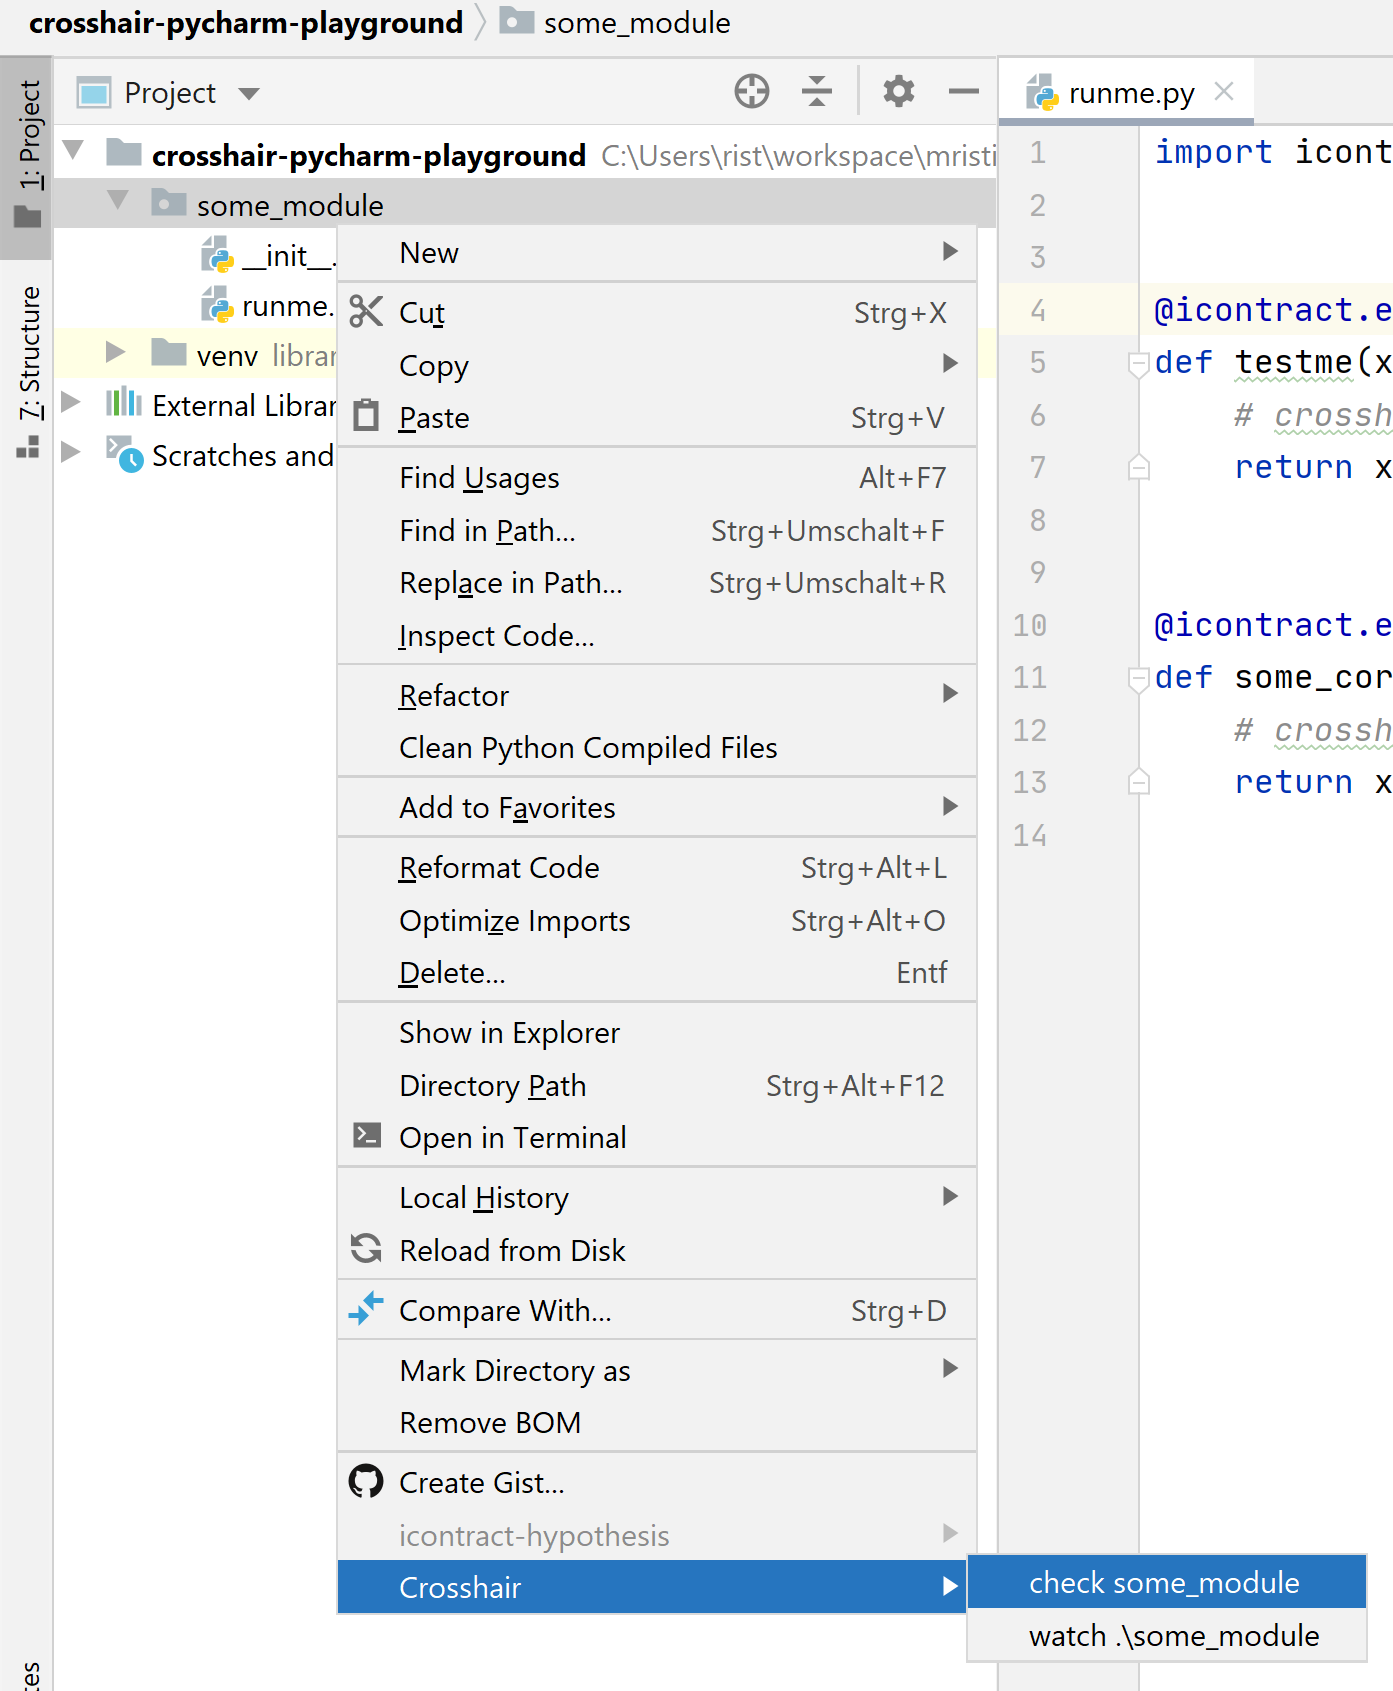 crosshair-pycharm-playground some_module
1: Project
7: Structure
Project
crosshair-pycharm-playground C:\Users\rist\workspace\mristi
some_module
__init__.
runme.
venv librar
External Librar
Scratches and
New
Cut Strg+X
Copy
Paste Strg+V
Find Usages Alt+F7
Find in Path... Strg+Umschalt+F
Replace in Path... Strg+Umschalt+R
Inspect Code...
Refactor
Clean Python Compiled Files
Add to Favorites
Reformat Code Strg+Alt+L
Optimize Imports Strg+Alt+O
Delete... Entf
Show in Explorer
Directory Path Strg+Alt+F12
Open in Terminal
Local History
Reload from Disk
Compare With... Strg+D
Mark Directory as
Remove BOM
Create Gist...
icontract-hypothesis
Crosshair
check some_module
watch .\some_module
runme.py
1 import icont
2
3
4 @icontract.e
5 def testme(x
6 # crossh
7 return x
8
9
10 @icontract.e
11 def some_cor
12 # crossh
13 return x
14
ces